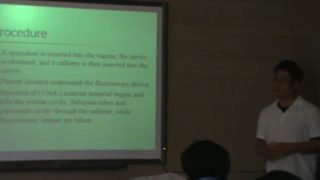 rocedure
A speculum is inserted into the vagina, the cervix
is cleansed, and a catheter is then inserted into the
cervix
Patient situated underneath the fluoroscopy device
Injection of (10mL) contrast material begins and
fills the uterine cavity, fallopian tubes and
peritoneal cavity through the catheter, while
fluoroscopic images are taken